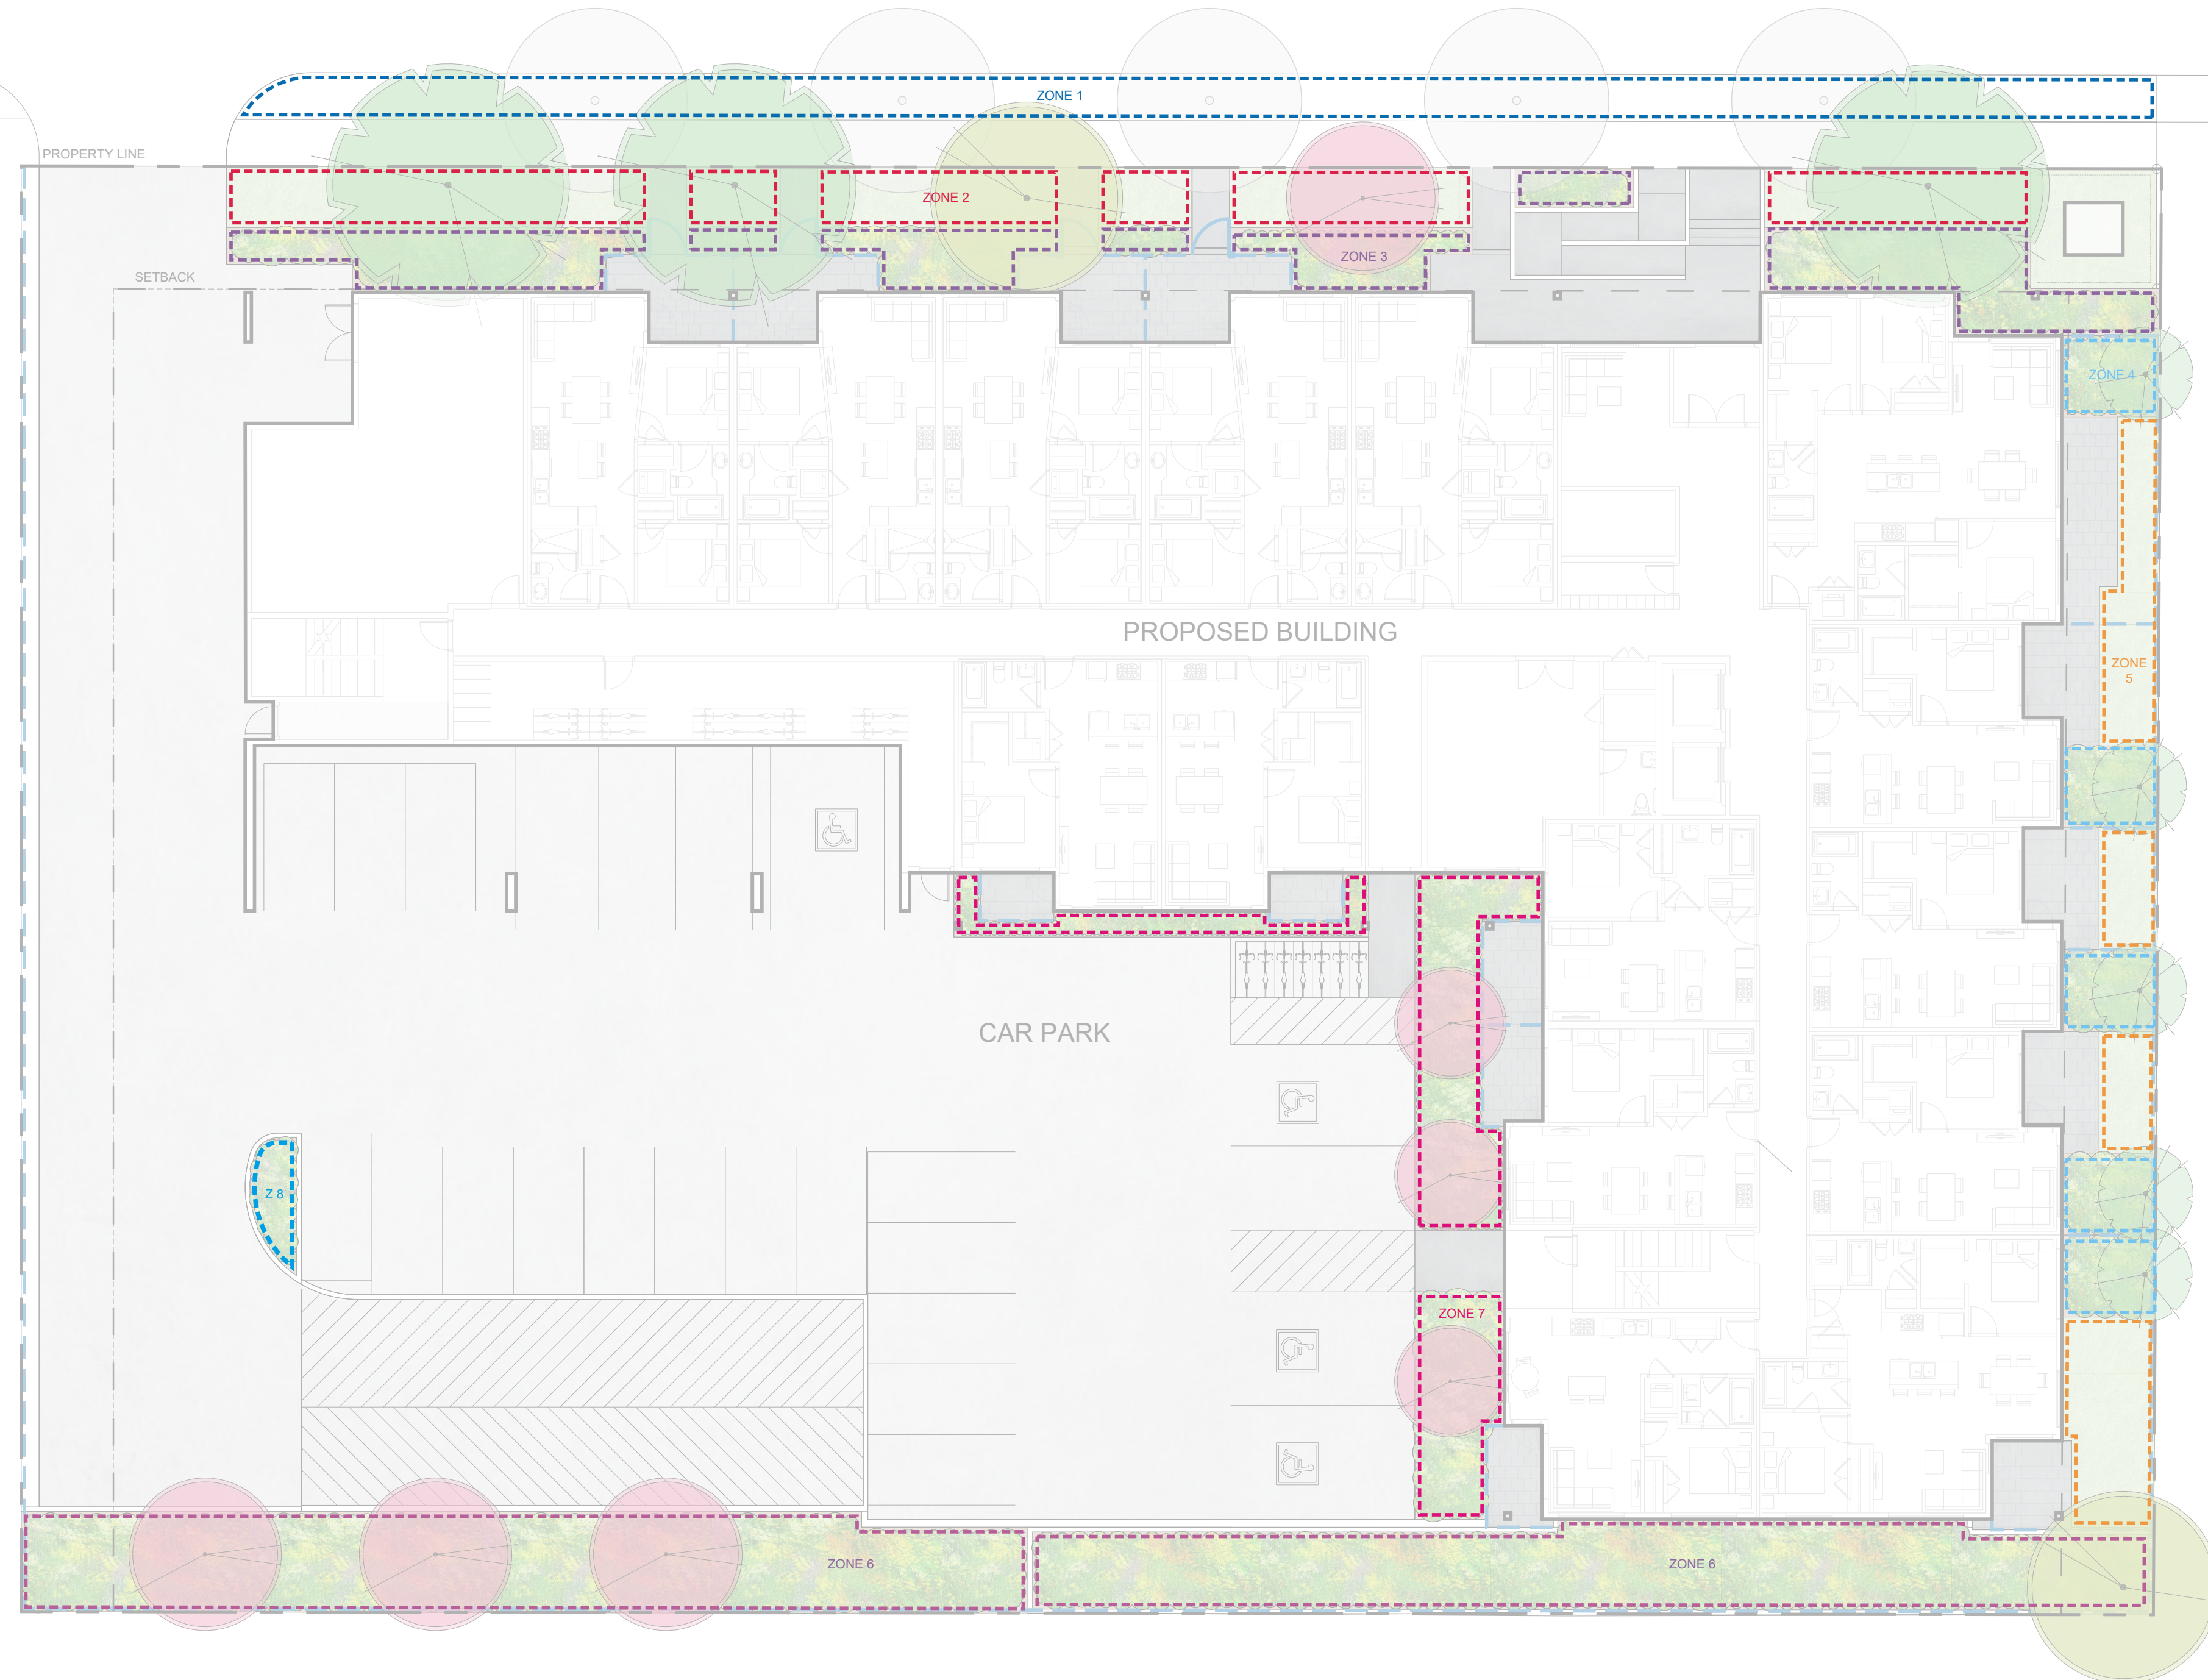 ZONE 1
PROPERTY LINE
ZONE 2
ZONE 3
SETBACK
ZONE 4
PROPOSED BUILDING
ZONE
5
CAR PARK
Z 8
ZONE 7
ZONE 6
ZONE 6